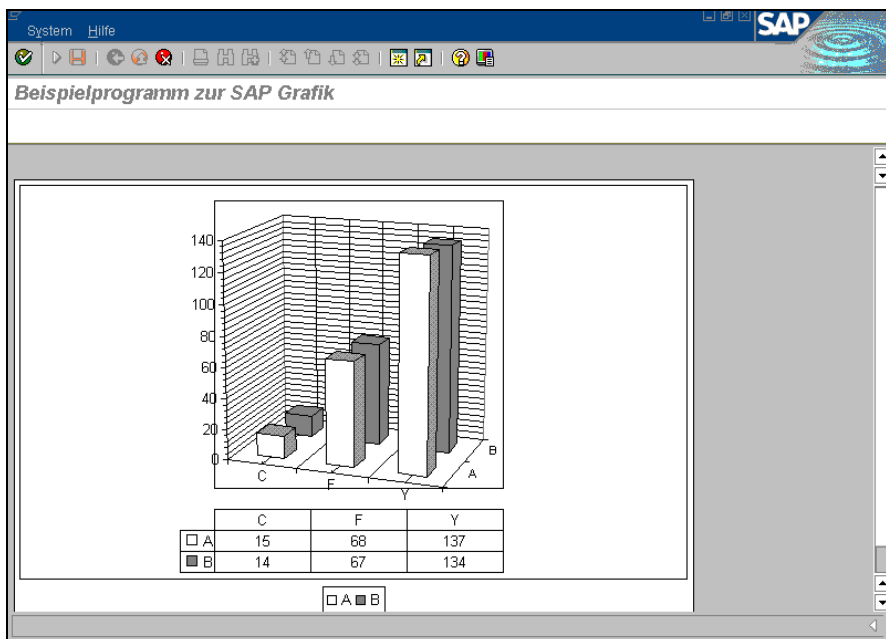 System Hilfe
SAP
Beispielprogramm zur SAP Grafik
140
120
100
80
60
40
20
0
C
F
Y
A
B
C F Y
A 15 68 137
B 14 67 134
A B